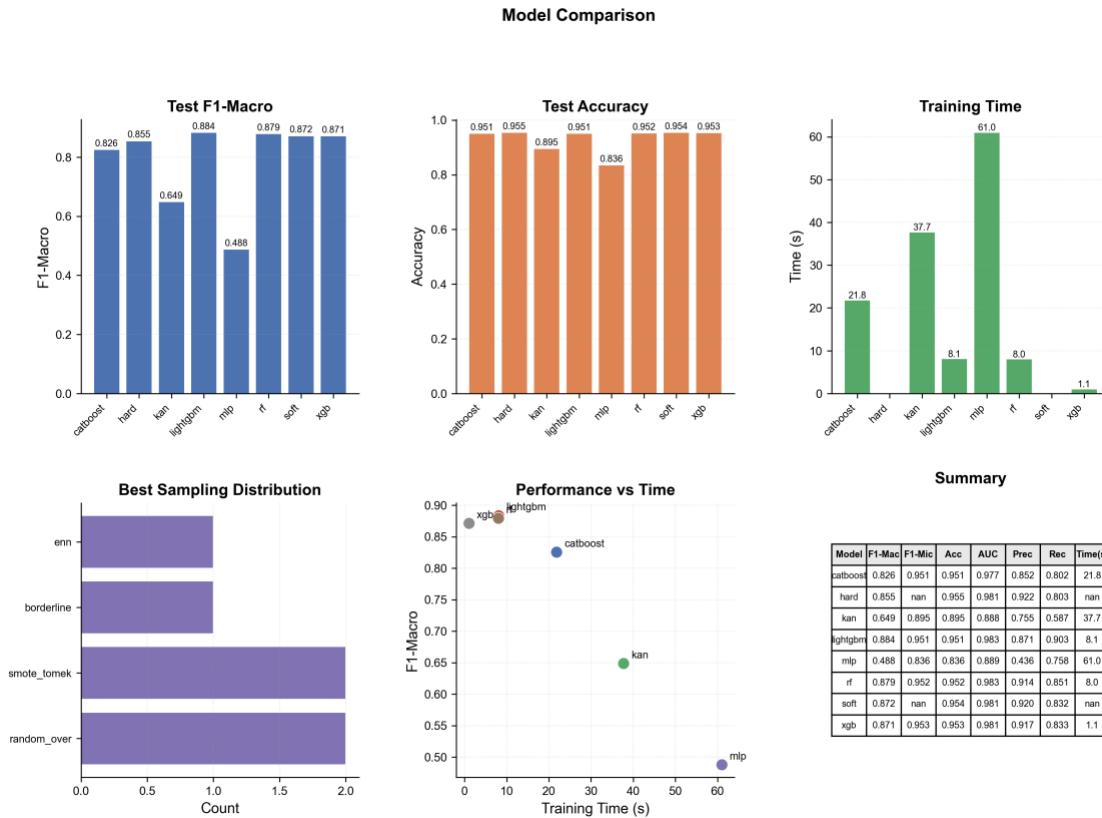 Model Comparison
Test F1-Macro
F1-Macro
0.0
0.2
0.4
0.6
0.8
0.826
0.855
0.649
0.884
0.488
0.879
0.872
0.871
catboost
hard
kan
lightgbm
mlp
rf
soft
xgb
Test Accuracy
Accuracy
0.0
0.2
0.4
0.6
0.8
1.0
0.951
0.955
0.895
0.951
0.836
0.952
0.954
0.953
catboost
hard
kan
lightgbm
mlp
rf
soft
xgb
Training Time
Time (s)
0
10
20
30
40
50
60
21.8
37.7
8.1
61.0
8.0
1.1
catboost
hard
kan
lightgbm
mlp
rf
soft
xgb
Best Sampling Distribution
enn
borderline
smote_tomek
random_over
0.0 0.5 1.0 1.5 2.0
Count
Performance vs Time
F1-Macro
0.90
0.85
0.80
0.75
0.70
0.65
0.60
0.55
0.50
xgb
lightgbm
catboost
kan
mlp
0 10 20 30 40 50 60
Training Time (s)
Summary
Model F1-Mac F1-Mic Acc AUC Prec Rec Time(s
catboost 0.826 0.951 0.951 0.977 0.852 0.802 21.8
hard 0.855 nan 0.955 0.981 0.922 0.803 nan
kan 0.649 0.895 0.895 0.888 0.755 0.587 37.7
lightgbm 0.884 0.951 0.951 0.983 0.871 0.903 8.1
mlp 0.488 0.836 0.836 0.889 0.436 0.758 61.0
rf 0.879 0.952 0.952 0.983 0.914 0.851 8.0
soft 0.872 nan 0.954 0.981 0.920 0.832 nan
xgb 0.871 0.953 0.953 0.981 0.917 0.833 1.1